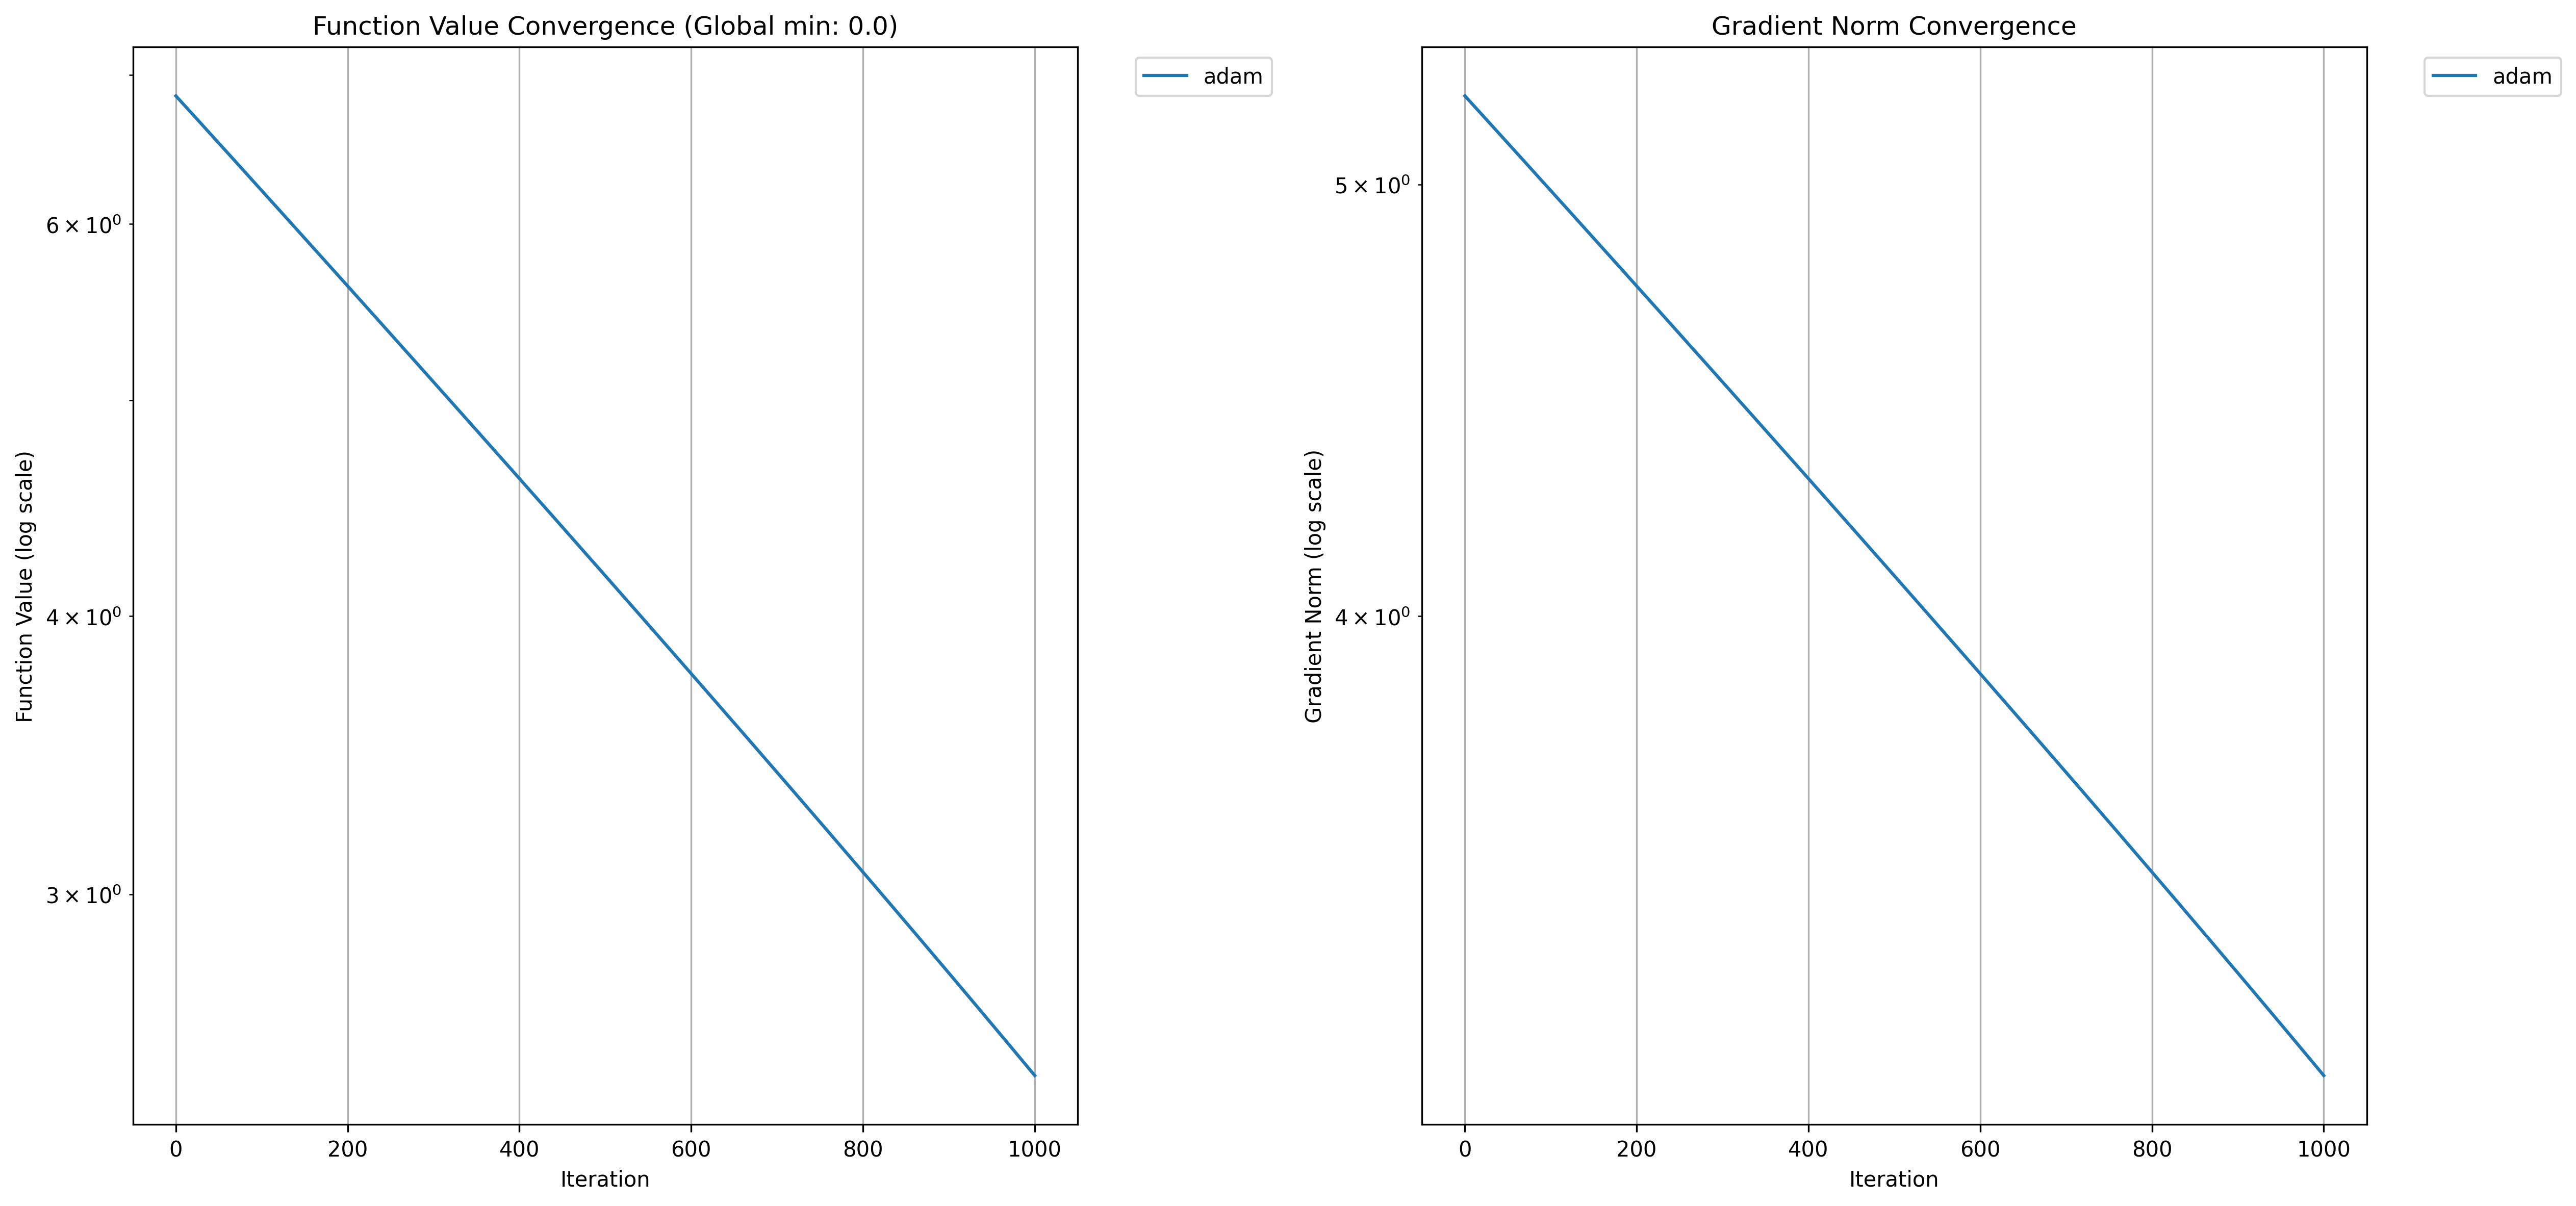 Function Value Convergence (Global min: 0.0)
Function Value (log scale)
6 × 10⁰
4 × 10⁰
3 × 10⁰
0 200 400 600 800 1000
Iteration
adam
Gradient Norm Convergence
Gradient Norm (log scale)
5 × 10⁰
4 × 10⁰
0 200 400 600 800 1000
Iteration
adam